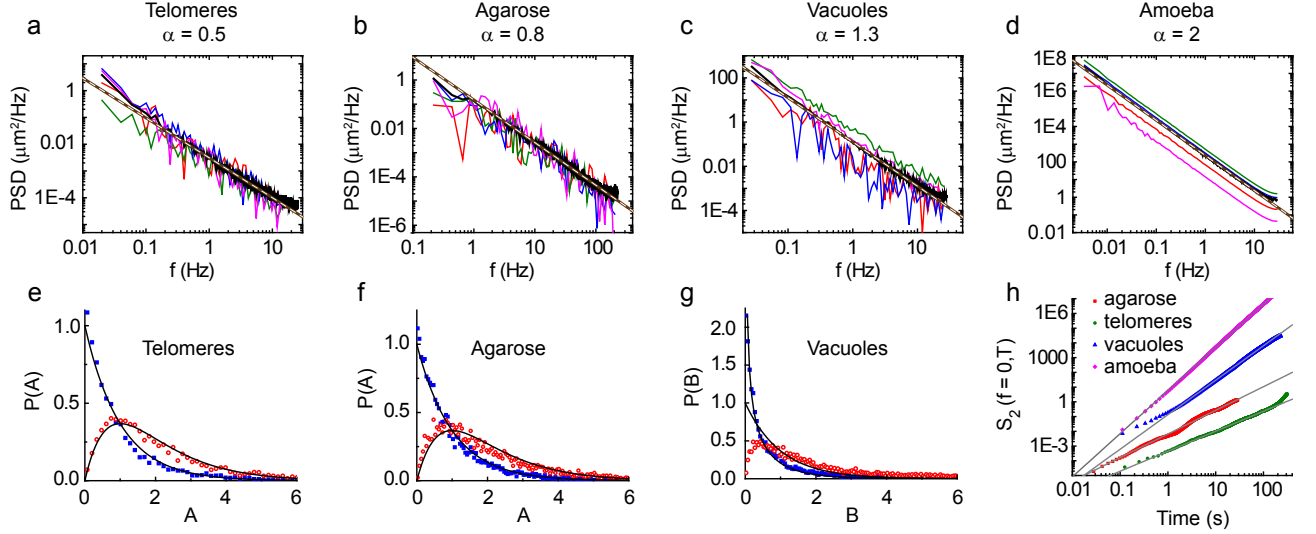 a Telomeres α = 0.5
PSD (μm²/Hz)
1
0.01
1E-4
0.01 0.1 1 10
f (Hz)
b Agarose α = 0.8
PSD (μm²/Hz)
1
0.01
1E-4
1E-6
0.1 1 10 100
f (Hz)
c Vacuoles α = 1.3
PSD (μm²/Hz)
100
1
0.01
1E-4
0.1 1 10
f (Hz)
d Amoeba α = 2
PSD (μm²/Hz)
1E8
1E6
1E4
100
1
0.01
0.01 0.1 1 10
f (Hz)
e Telomeres
P(A)
1.0
0.5
0.0
0 2 4 6
A
f Agarose
P(A)
1.0
0.5
0.0
0 2 4 6
A
g Vacuoles
P(B)
2.0
1.5
1.0
0.5
0.0
0 2 4 6
B
h
agarose
telomeres
vacuoles
amoeba
S₂ (f = 0,T)
1E6
1000
1
1E-3
0.01 0.1 1 10 100
Time (s)